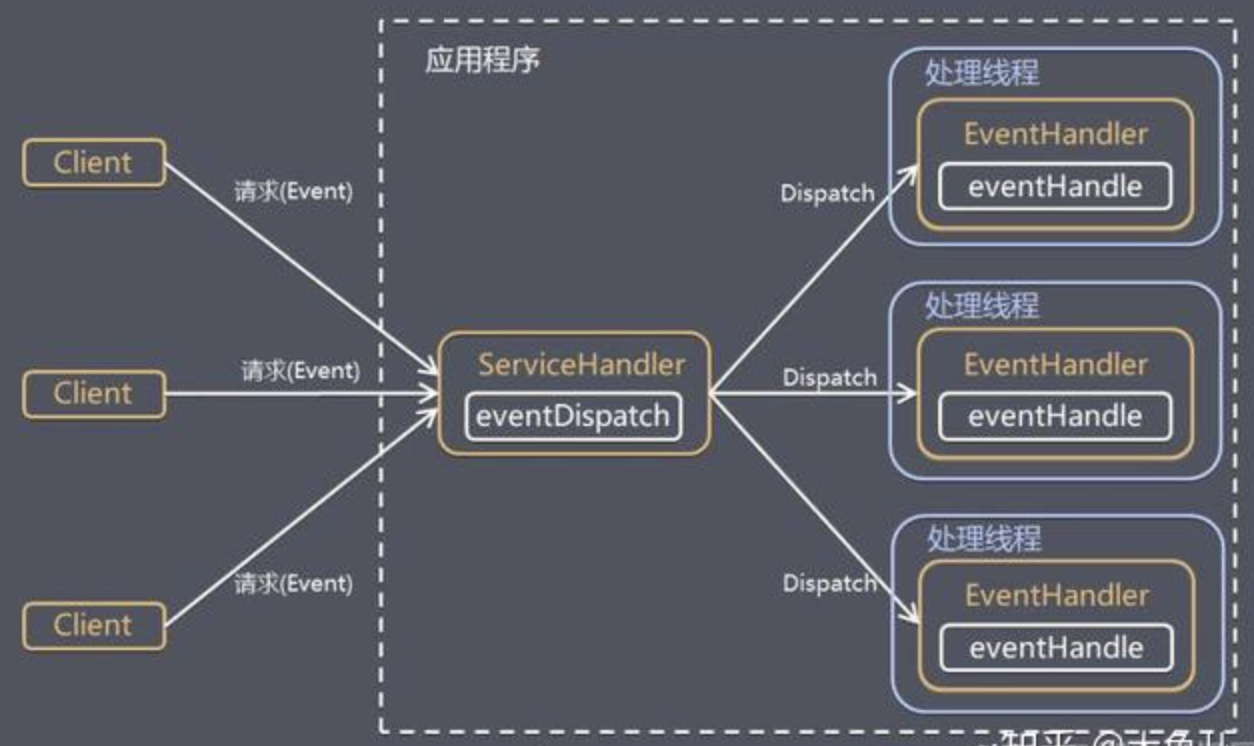 应用程序
处理线程
EventHandler
eventHandle
Client
请求(Event)
Dispatch
处理线程
EventHandler
eventHandle
ServiceHandler
eventDispatch
Client
请求(Event)
Dispatch
处理线程
EventHandler
eventHandle
Client
请求(Event)
Dispatch
知乎